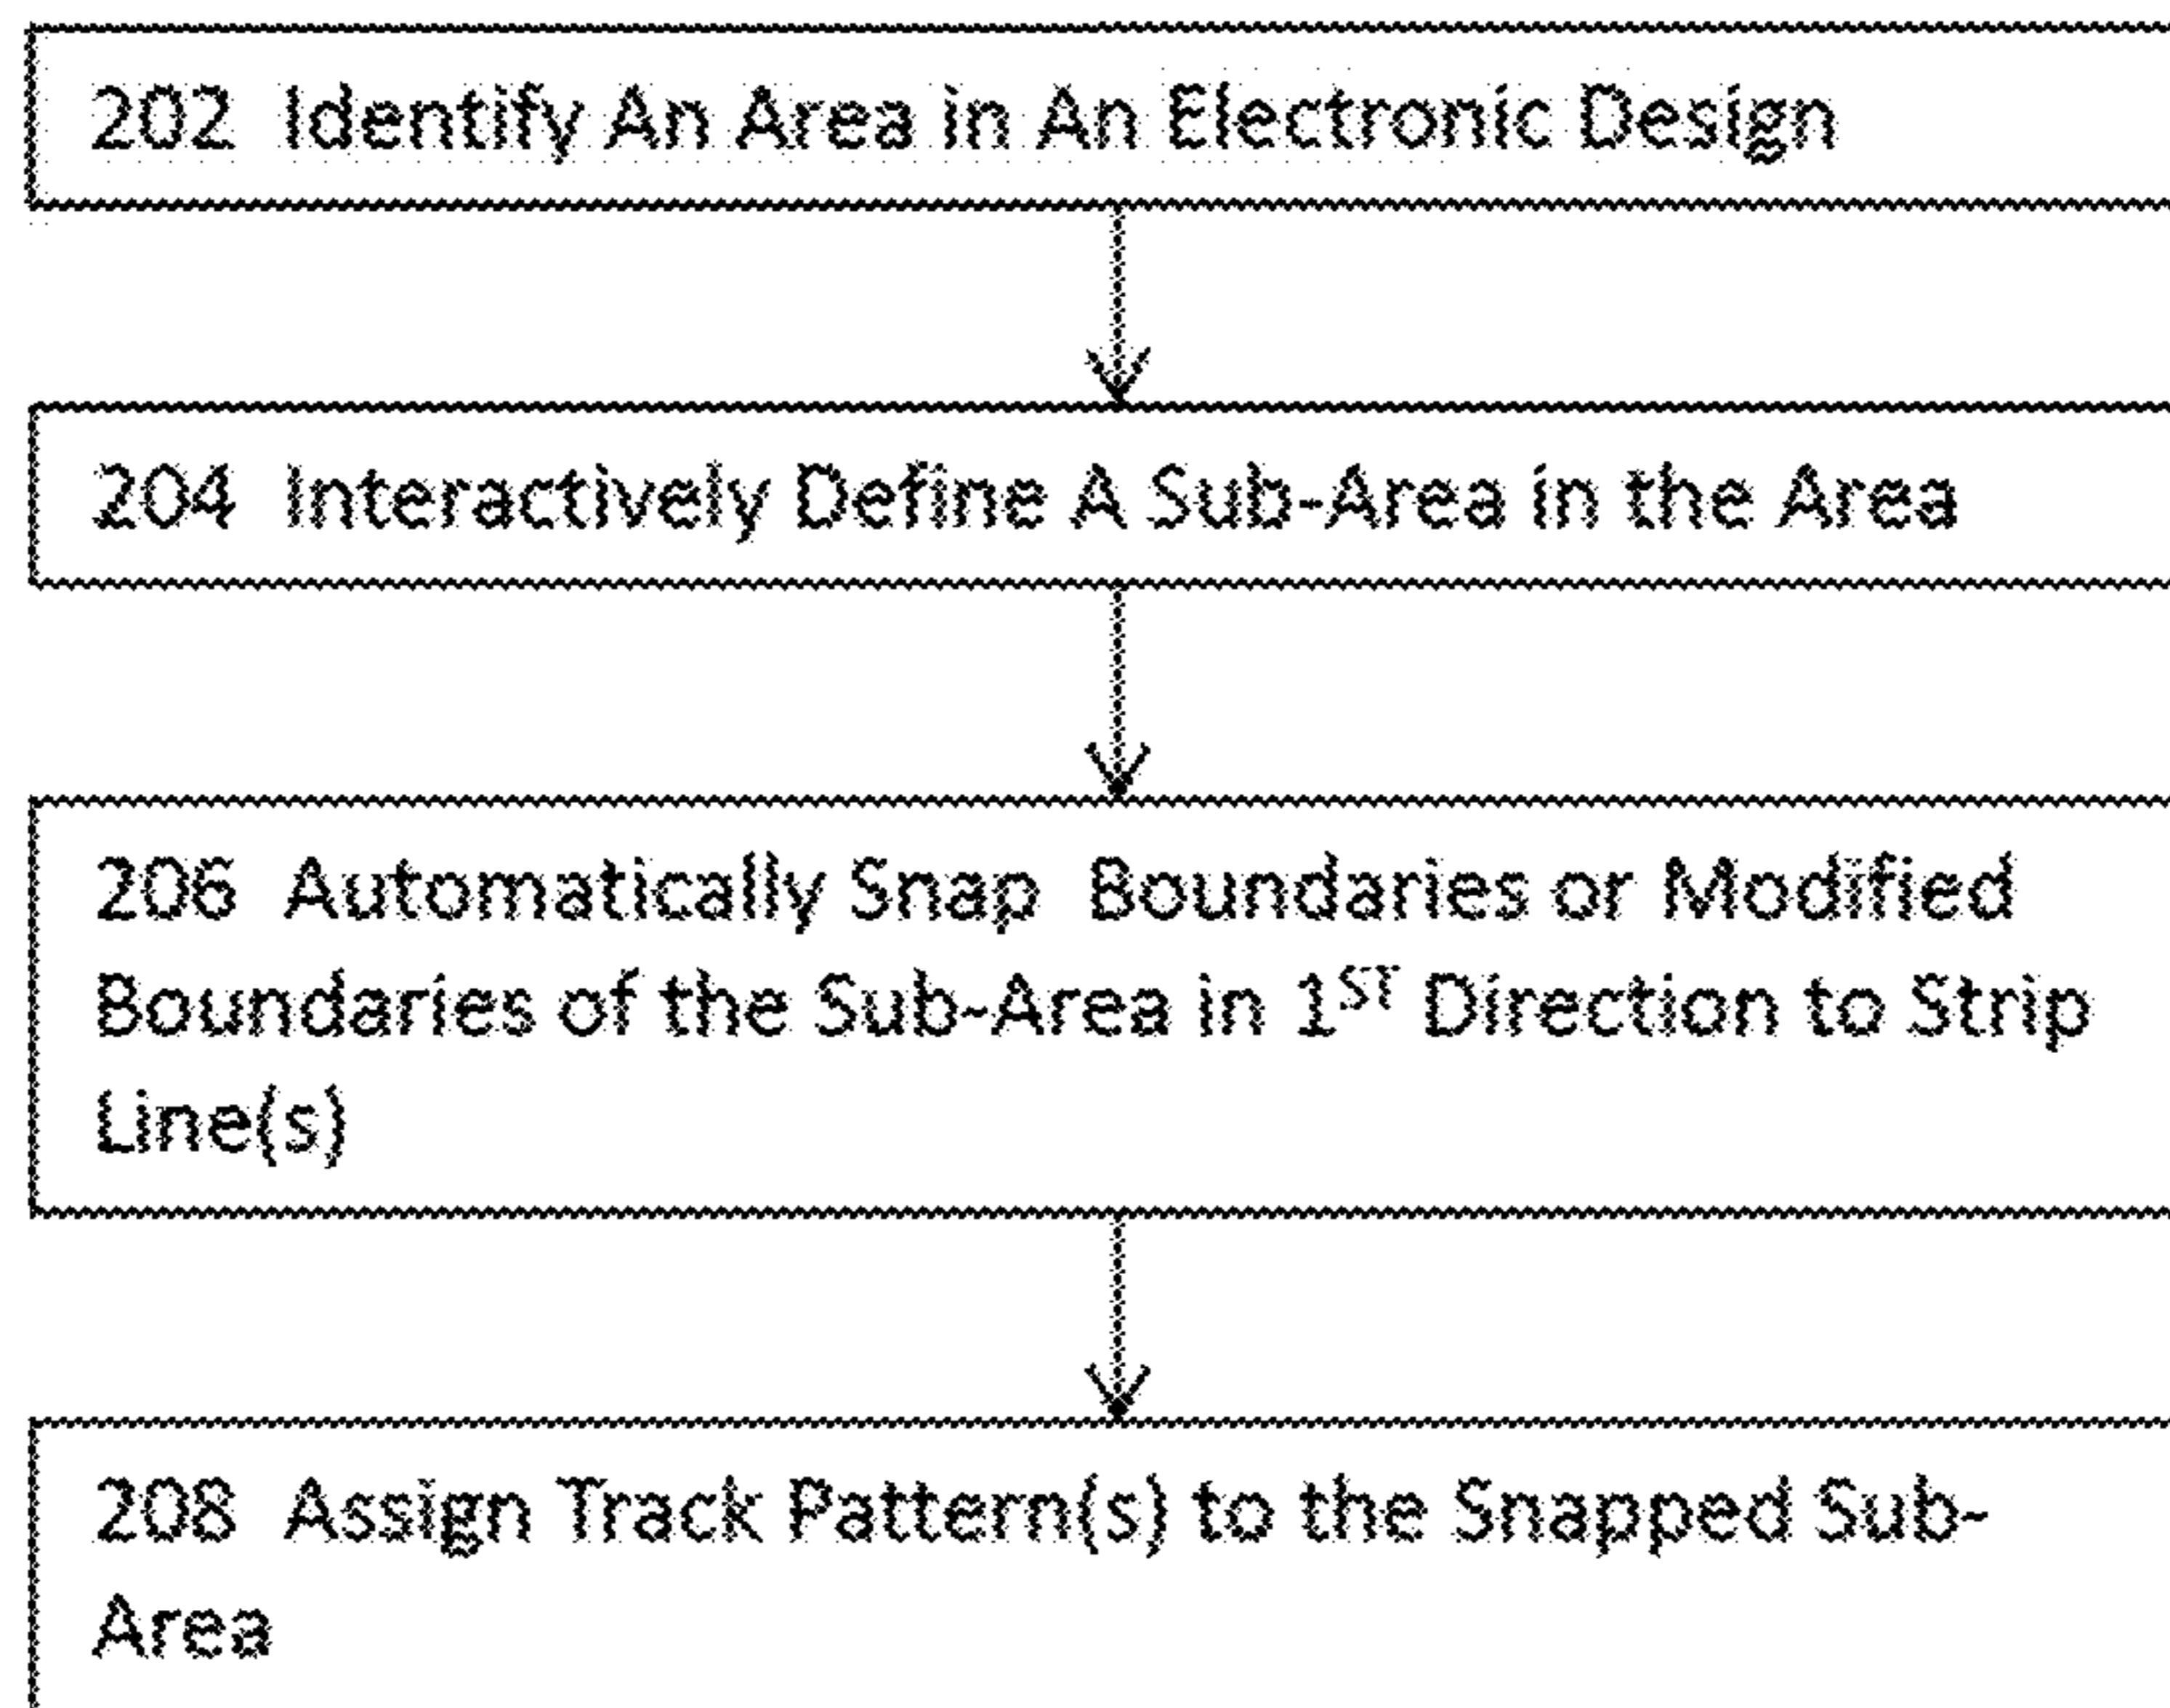 202 Identify An Area in An Electronic Design
204 Interactively Define A Sub-Area in the Area
206 Automatically Snap Boundaries or Modified
Boundaries of the Sub-Area in 1ST Direction to Strip
Line(s)
208 Assign Track Pattern(s) to the Snapped Sub-
Area